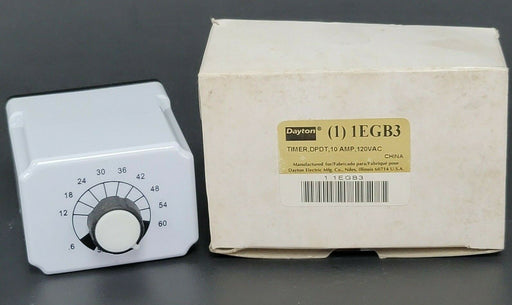 30 36
24 42
18 48
12 54
.6 60
Dayton® (1) 1EGB3
TIMER,DPDT,10 AMP,120VAC
CHINA
Manufactured for/Fabricado para/Fabriqué pour
Dayton Electric Mfg. Co., Niles, Illinois 60714 U.S.A.
1 1EGB3